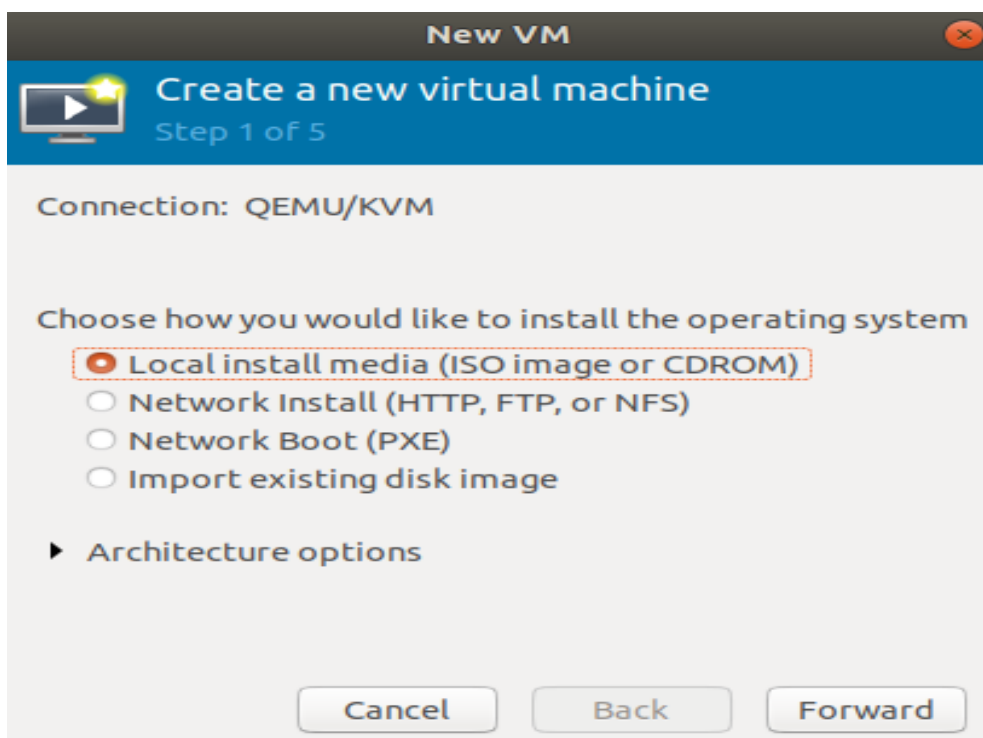 New VM
Create a new virtual machine
Step 1 of 5
Connection: QEMU/KVM
Choose how you would like to install the operating system
Local install media (ISO image or CDROM)
Network Install (HTTP, FTP, or NFS)
Network Boot (PXE)
Import existing disk image
Architecture options
Cancel Back Forward